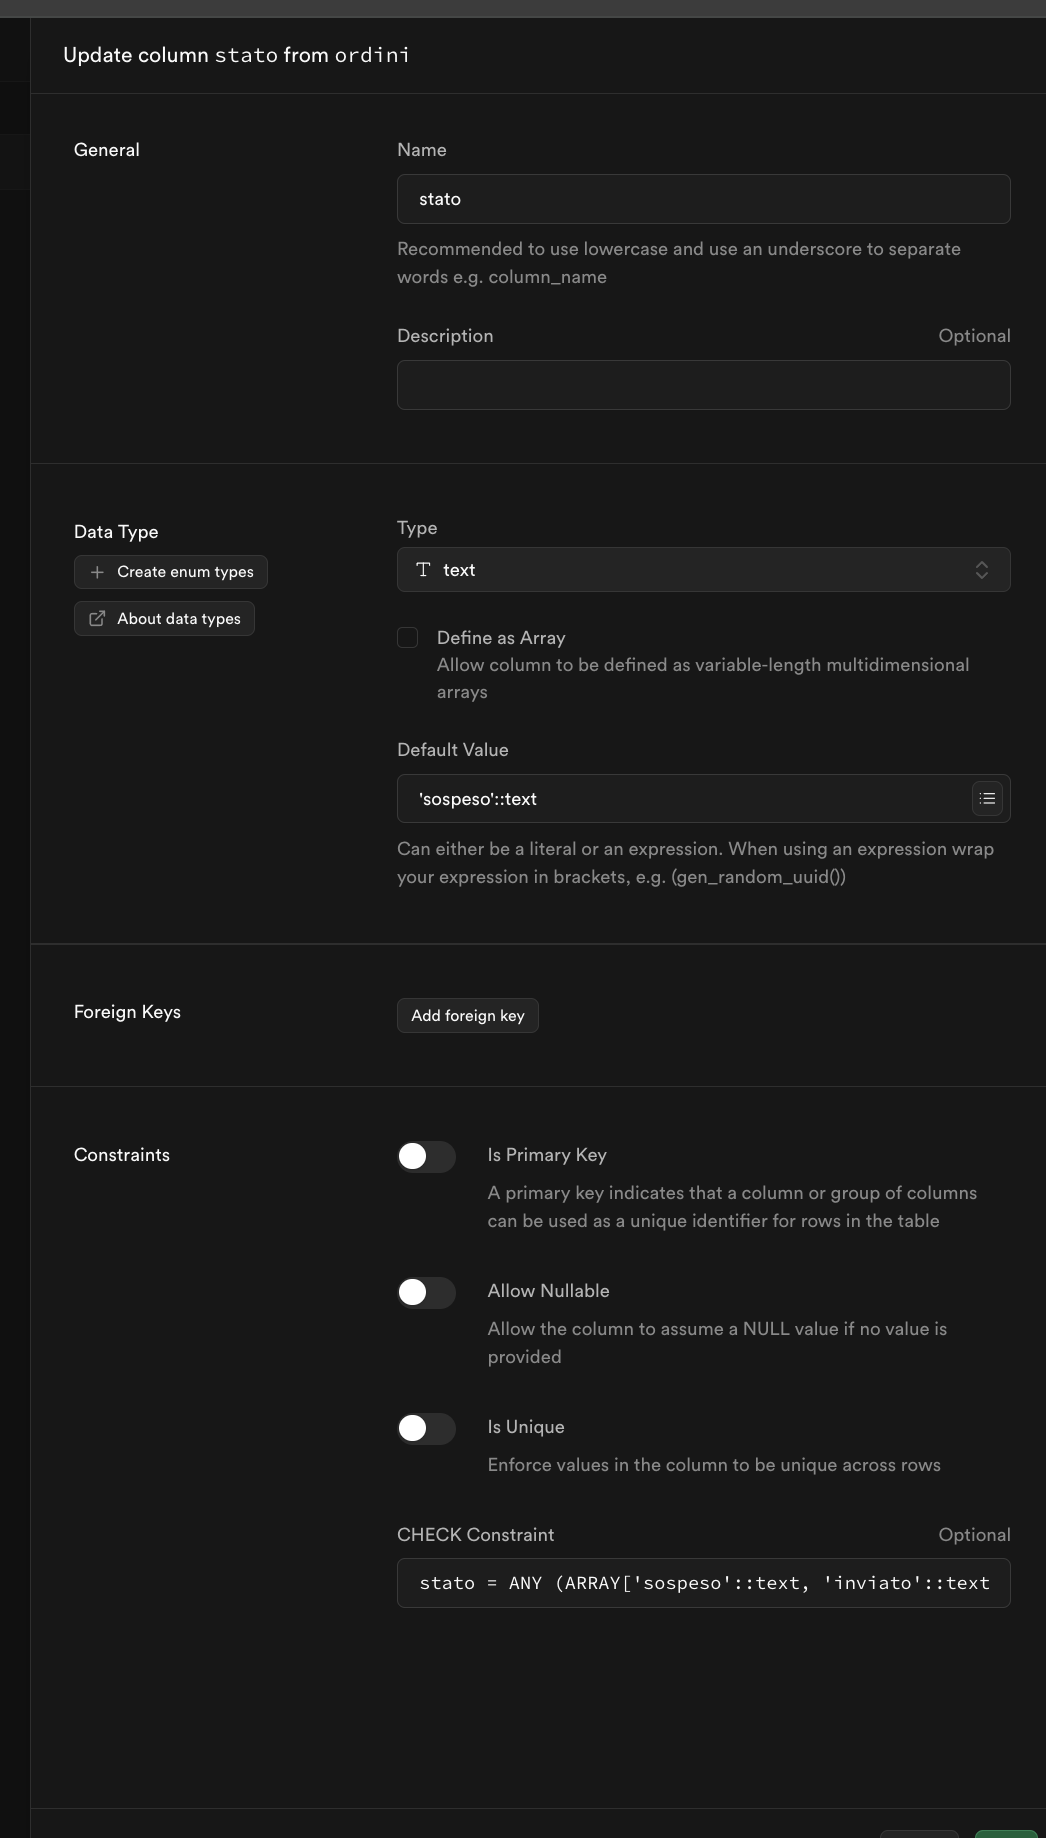 Update column stato from ordini
General
Name
stato
Recommended to use lowercase and use an underscore to separate
words e.g. column_name
Description
Optional
Data Type
Create enum types
About data types
Type
text
Define as Array
Allow column to be defined as variable-length multidimensional
arrays
Default Value
'sospeso'::text
Can either be a literal or an expression. When using an expression wrap
your expression in brackets, e.g. (gen_random_uuid())
Foreign Keys
Add foreign key
Constraints
Is Primary Key
A primary key indicates that a column or group of columns
can be used as a unique identifier for rows in the table
Allow Nullable
Allow the column to assume a NULL value if no value is
provided
Is Unique
Enforce values in the column to be unique across rows
CHECK Constraint
Optional
stato = ANY (ARRAY['sospeso'::text, 'inviato'::text